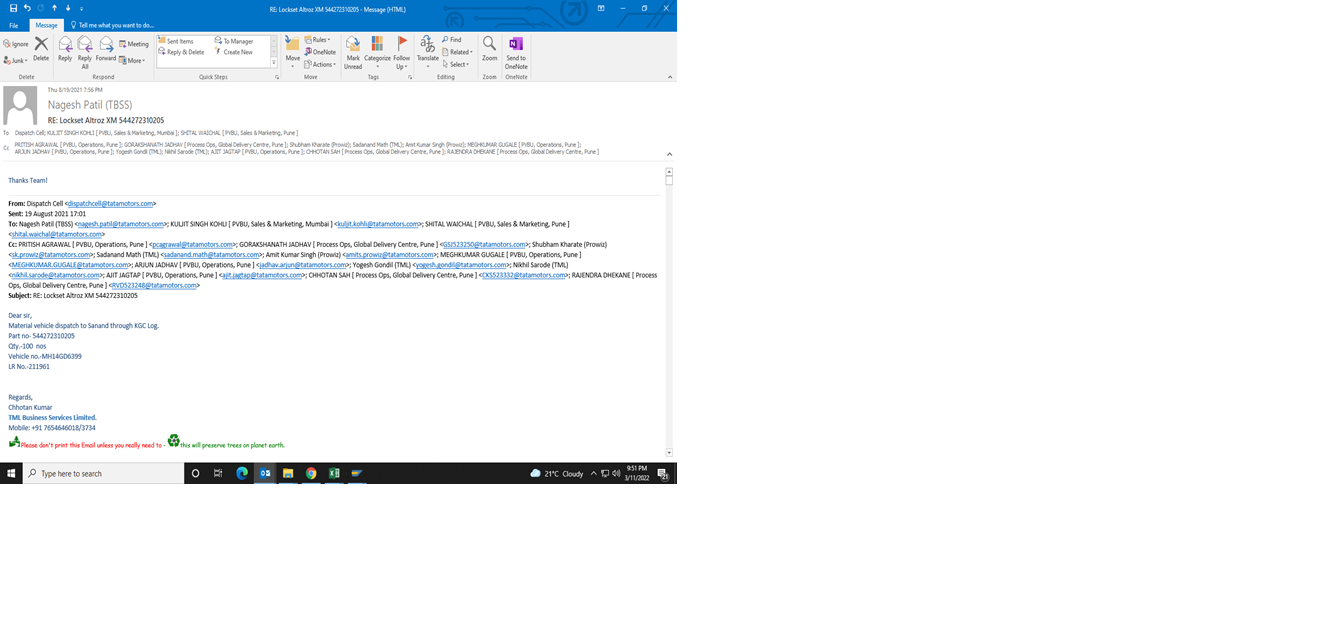 RE: Lockset Altroz XM 544272310205 - Message (HTML)
File Message Tell me what you want to do...
Ignore Delete Reply Reply All Forward Meeting Sent Items To Manager Move Rules OneNote Mark Unread Categorize Follow Up Translate Find Related Select Zoom Send to OneNote
Junk More Reply & Delete Create New Actions
Delete Respond Quick Steps Move Tags Editing Zoom OneNote
Thu 8/19/2021 7:56 PM
Nagesh Patil (TBSS)
RE: Lockset Altroz XM 544272310205
To Dispatch Cell; KULJIT SINGH KOHLI [ PVBU, Sales & Marketing, Mumbai ]; SHITAL WAICHAL [ PVBU, Sales & Marketing, Pune ]
Cc PRITISH AGRAWAL [ PVBU, Operations, Pune ]; GORAKSHANATH JADHAV [ Process Ops, Global Delivery Centre, Pune ]; Shubham Kharate (Prowiz); Sadanand Math (TML); Amit Kumar Singh (Prowiz); MEGHKUMAR GUGALE [ PVBU, Operations, Pune ];
ARJUN JADHAV [ PVBU, Operations, Pune ]; Yogesh Gondil (TML); Nikhil Sarode (TML); AJIT JAGTAP [ PVBU, Operations, Pune ]; CHHOTAN SAH [ Process Ops, Global Delivery Centre, Pune ]; RAJENDRA DHEKANE [ Process Ops, Global Delivery Centre, Pune ]
Thanks Team!
From: Dispatch Cell <dispatchcell@tatamotors.com>
Sent: 19 August 2021 17:01
To: Nagesh Patil (TBSS) <nagesh.patil@tatamotors.com>; KULJIT SINGH KOHLI [ PVBU, Sales & Marketing, Mumbai ] <kuljit.kohli@tatamotors.com>; SHITAL WAICHAL [ PVBU, Sales & Marketing, Pune ]
<shital.waichal@tatamotors.com>
Cc: PRITISH AGRAWAL [ PVBU, Operations, Pune ] <pcagrawal@tatamotors.com>; GORAKSHANATH JADHAV [ Process Ops, Global Delivery Centre, Pune ] <GSJ523250@tatamotors.com>; Shubham Kharate (Prowiz)
<sk.prowiz@tatamotors.com>; Sadanand Math (TML) <sadanand.math@tatamotors.com>; Amit Kumar Singh (Prowiz) <amits.prowiz@tatamotors.com>; MEGHKUMAR GUGALE [ PVBU, Operations, Pune ]
<MEGHKUMAR.GUGALE@tatamotors.com>; ARJUN JADHAV [ PVBU, Operations, Pune ] <jadhav.arjun@tatamotors.com>; Yogesh Gondil (TML) <yogesh.gondil@tatamotors.com>; Nikhil Sarode (TML)
<nikhil.sarode@tatamotors.com>; AJIT JAGTAP [ PVBU, Operations, Pune ] <ajit.jagtap@tatamotors.com>; CHHOTAN SAH [ Process Ops, Global Delivery Centre, Pune ] <CKS523332@tatamotors.com>; RAJENDRA DHEKANE [ Process
Ops, Global Delivery Centre, Pune ] <RVD523248@tatamotors.com>
Subject: RE: Lockset Altroz XM 544272310205
Dear sir,
Material vehicle dispatch to Sanand through KGC Log.
Part no- 544272310205
Qty.-100 nos
Vehicle no.-MH14GD6399
LR No.-211961
Regards,
Chhotan Kumar
TML Business Services Limited.
Mobile: +91 7654646018/3734
Please don't print this Email unless you really need to - this will preserve trees on planet earth.
Type here to search 21°C Cloudy 9:51 PM
3/11/2022 21